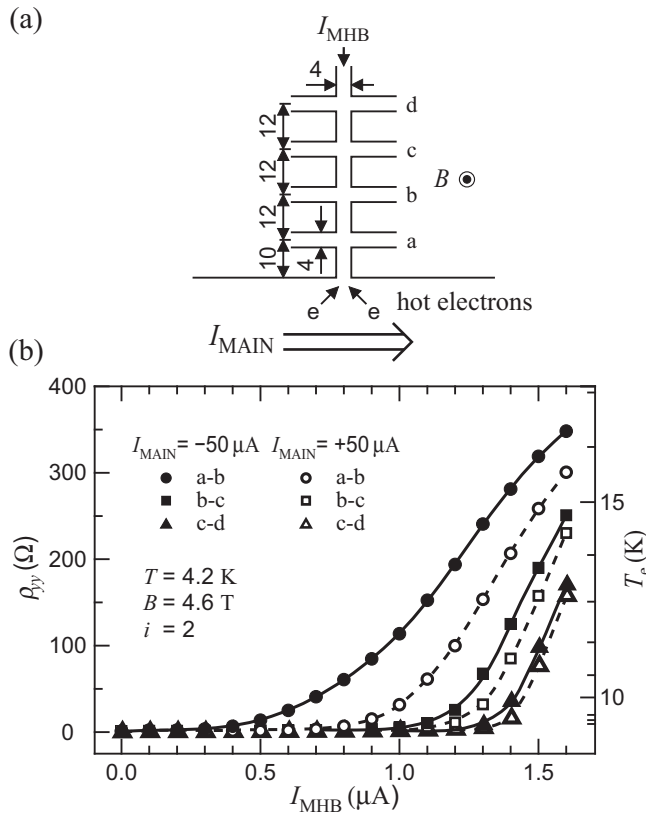 (a)
I_MHB
4
d
12
c
12
B
b
12
a
10
4
e e
hot electrons
I_MAIN
(b)
400
300
200
100
0
ρyy (Ω)
I_MAIN = −50 μA I_MAIN = +50 μA
a-b a-b
b-c b-c
c-d c-d
T = 4.2 K
B = 4.6 T
i = 2
15
10
T_e (K)
0.0 0.5 1.0 1.5
I_MHB (μA)